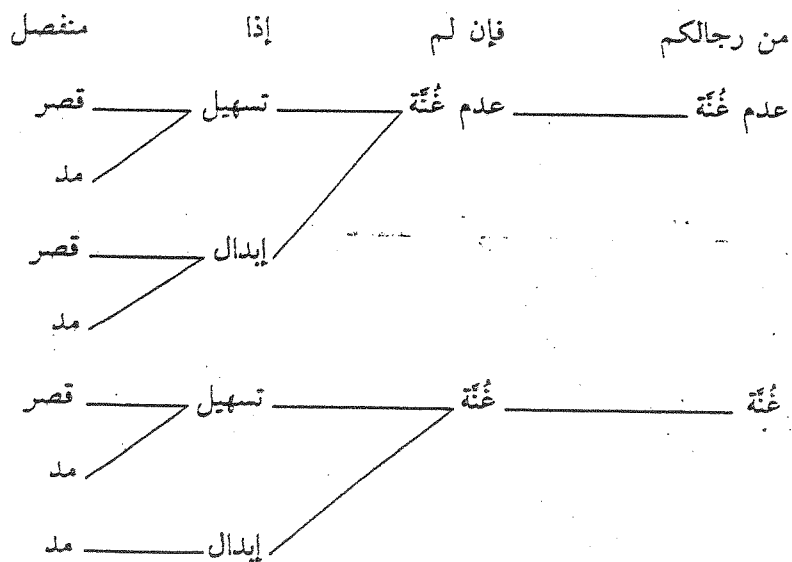 من رجالكم فإن لم إذا منفصل
عدم غُنَّة عدم غُنَّة تسهيل قصر
مد
إبدال قصر
مد
غُنَّة غُنَّة تسهيل قصر
مد
إبدال مد